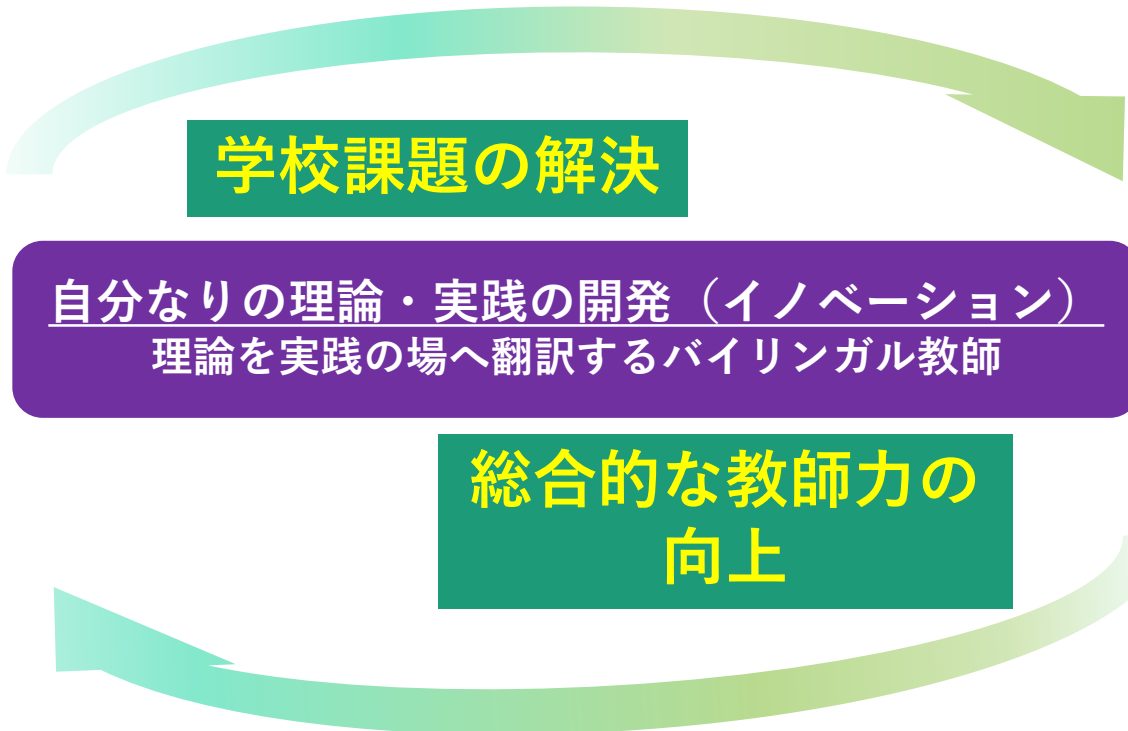 学校課題の解決
自分なりの理論・実践の開発（イノベーション）
理論を実践の場へ翻訳するバイリンガル教師
総合的な教師力の
向上